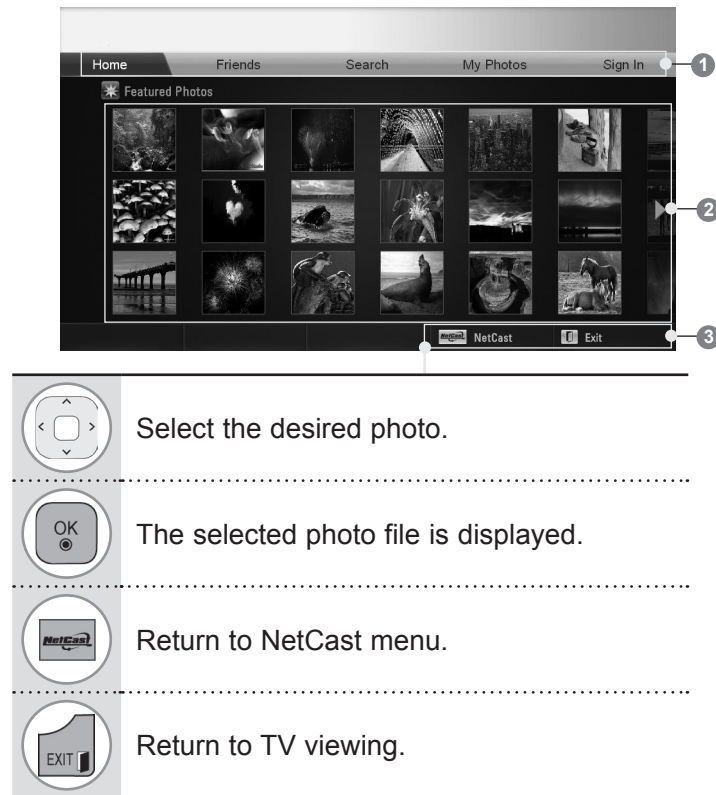 Home Friends Search My Photos Sign In
1
Featured Photos
2
NetCast NetCast Exit
3
Select the desired photo.
OK
The selected photo file is displayed.
NetCast
Return to NetCast menu.
EXIT
Return to TV viewing.